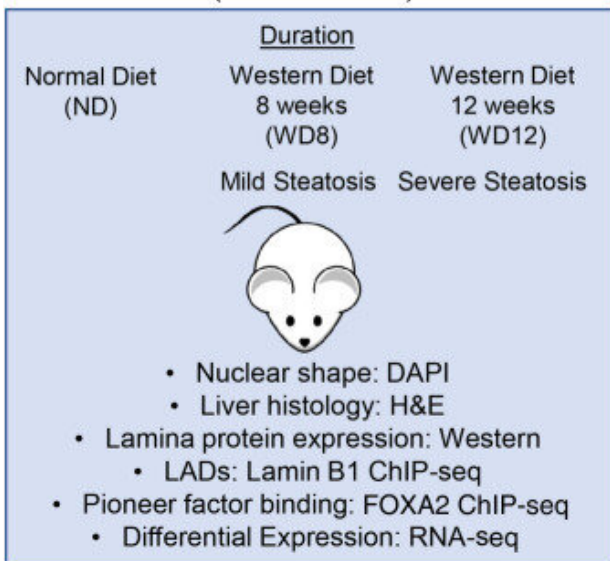 Duration
Normal Diet
(ND)
Western Diet
8 weeks
(WD8)
Western Diet
12 weeks
(WD12)
Mild Steatosis
Severe Steatosis
• Nuclear shape: DAPI
• Liver histology: H&E
• Lamina protein expression: Western
• LADs: Lamin B1 ChIP-seq
• Pioneer factor binding: FOXA2 ChIP-seq
• Differential Expression: RNA-seq